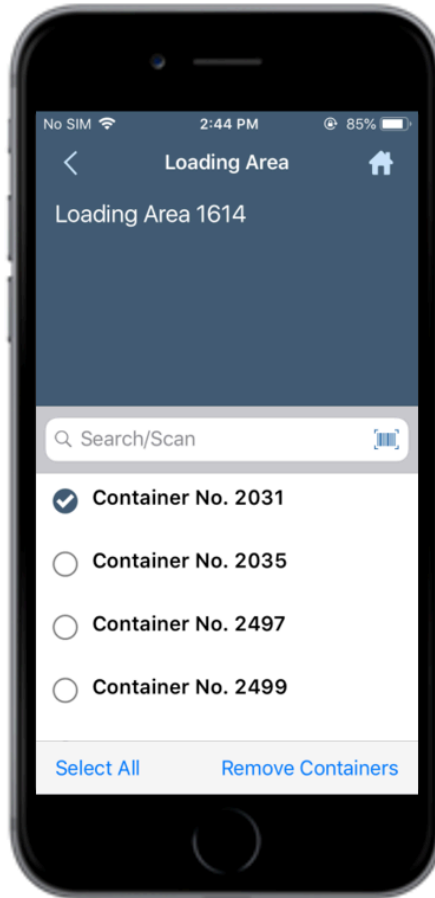 No SIM 2:44 PM 85%
Loading Area
Loading Area 1614
Search/Scan
Container No. 2031
Container No. 2035
Container No. 2497
Container No. 2499
Select All Remove Containers